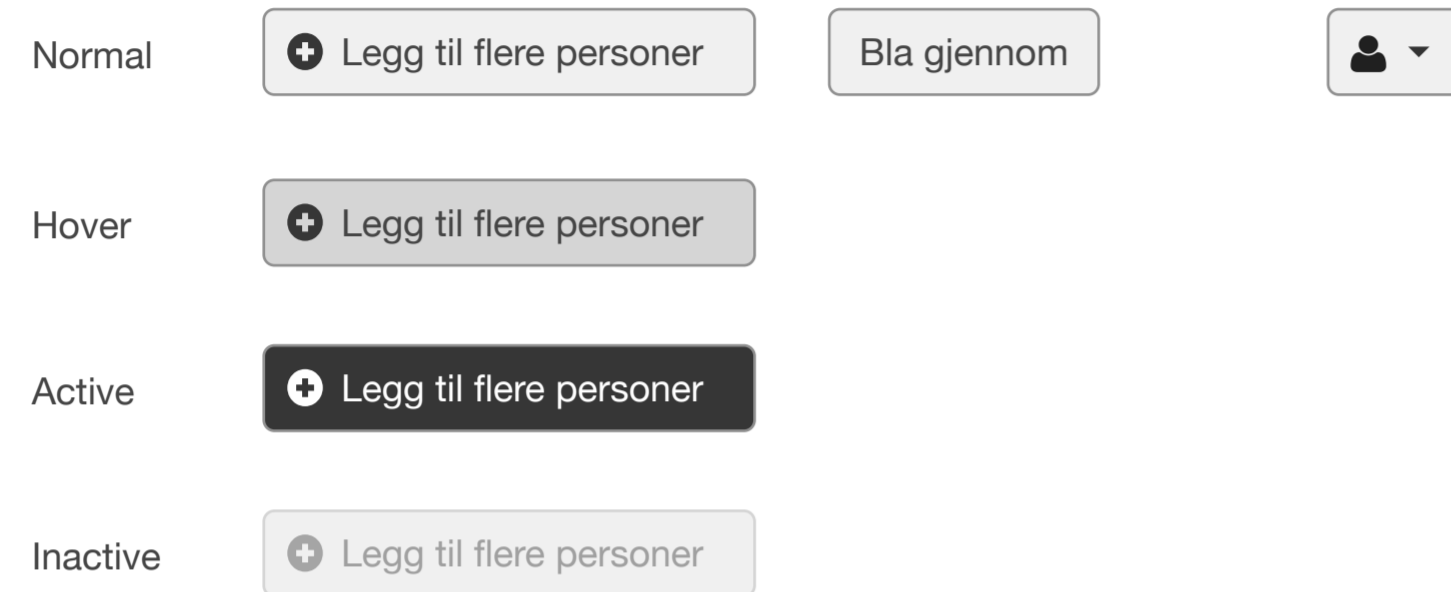 Normal Legg til flere personer Bla gjennom
Hover Legg til flere personer
Active Legg til flere personer
Inactive Legg til flere personer